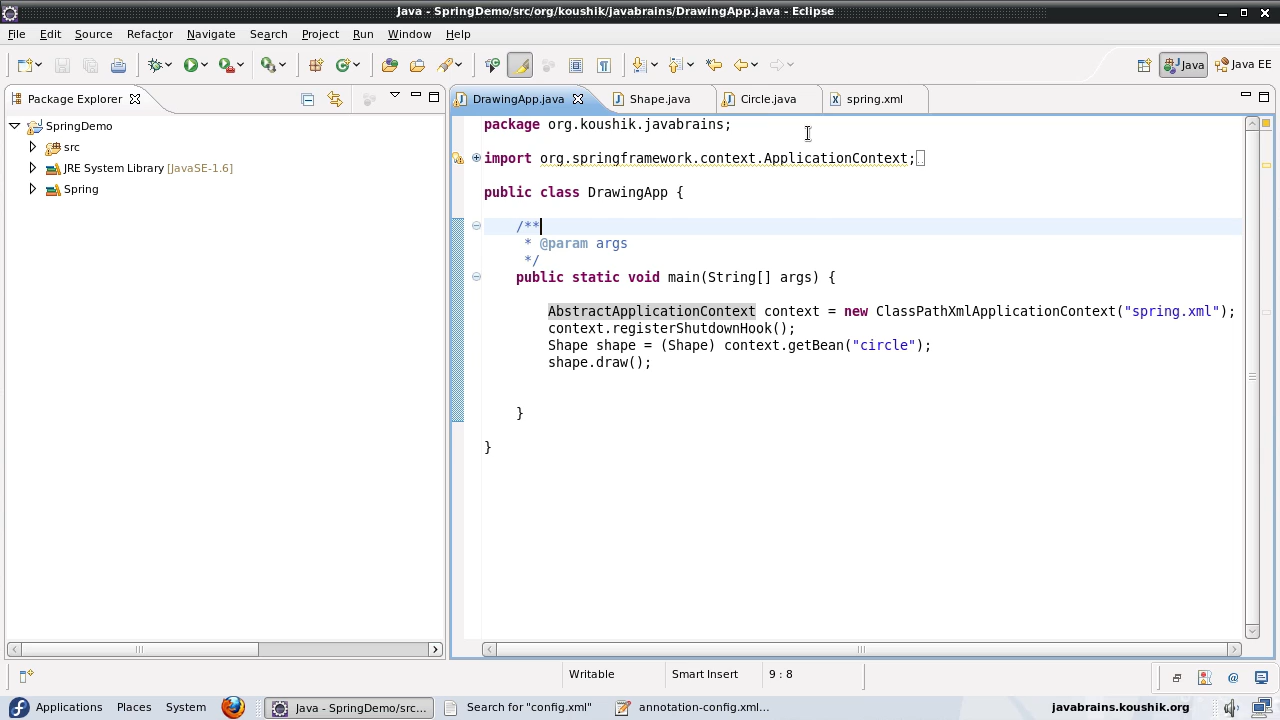 Java - SpringDemo/src/org/koushik/javabrains/DrawingApp.java - Eclipse
File Edit Source Refactor Navigate Search Project Run Window Help
Java Java EE
Package Explorer
DrawingApp.java Shape.java Circle.java spring.xml
SpringDemo
src
JRE System Library [JavaSE-1.6]
Spring
package org.koushik.javabrains;
import org.springframework.context.ApplicationContext;
public class DrawingApp {
/**
* @param args
*/
public static void main(String[] args) {
AbstractApplicationContext context = new ClassPathXmlApplicationContext("spring.xml");
context.registerShutdownHook();
Shape shape = (Shape) context.getBean("circle");
shape.draw();
}
}
Writable Smart Insert 9 : 8
Applications Places System Java - SpringDemo/src... Search for "config.xml" annotation-config.xml... javabrains.koushik.org